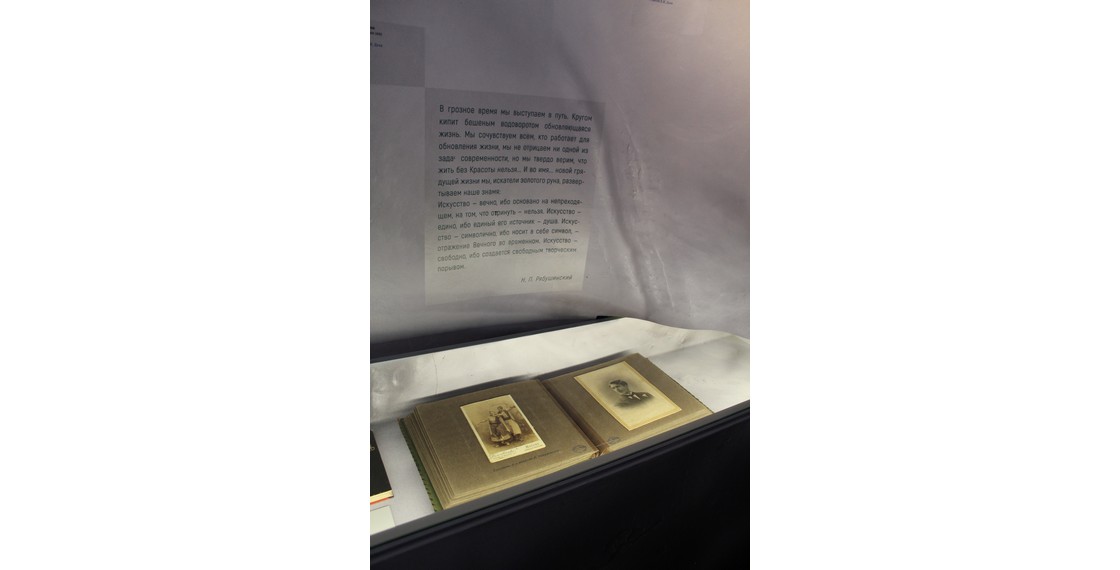 В грозное время мы выступаем в путь. Кругом
кипит бешеным водоворотом обновляющаяся
жизнь. Мы сочувствуем всем, кто работает для
обновления жизни, мы не отрицаем ни одной из
задач современности, но мы твердо верим, что
жить без Красоты нельзя... И во имя... новой гря-
дущей жизни мы, искатели золотого руна, развер-
тываем наше знамя:
Искусство – вечно, ибо основано на непреходя-
щем, на том, что отринуть – нельзя. Искусство –
едино, ибо единый его источник – душа. Искус-
ство – символично, ибо носит в себе символ, –
отражение Вечного во временном. Искусство –
свободно, ибо создается свободным творческим
порывом.
Н. П. Рябушинский